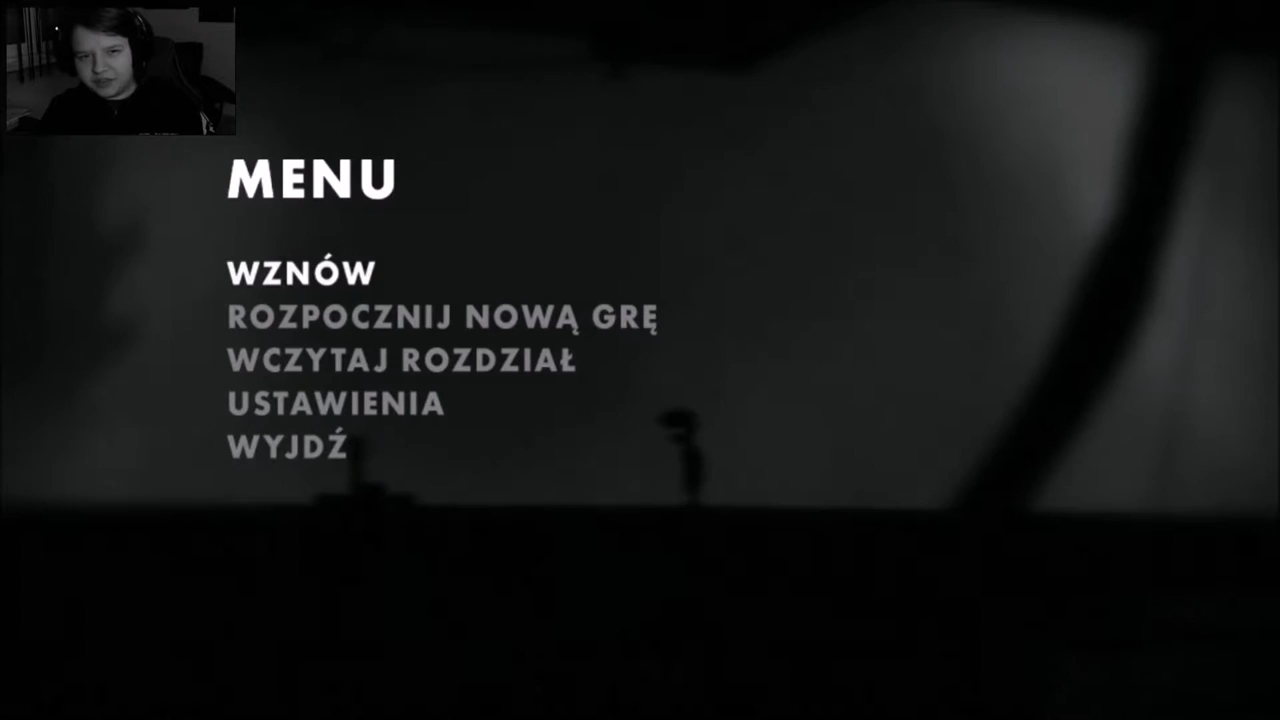 MENU
WZNÓW
ROZPOCZNIJ NOWĄ GRĘ
WCZYTAJ ROZDZIAŁ
USTAWIENIA
WYJDŹ